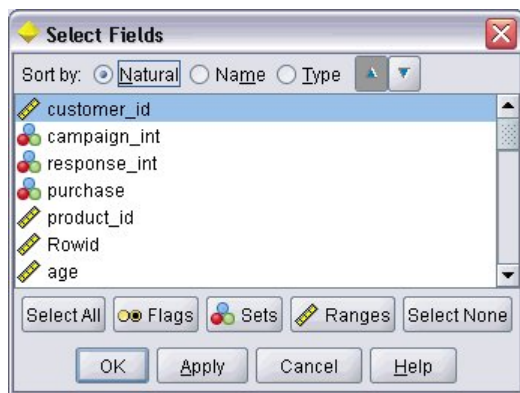 Select Fields
Sort by: Natural Name Type
customer_id
campaign_int
response_int
purchase
product_id
Rowid
age
Select All Flags Sets Ranges Select None
OK Apply Cancel Help